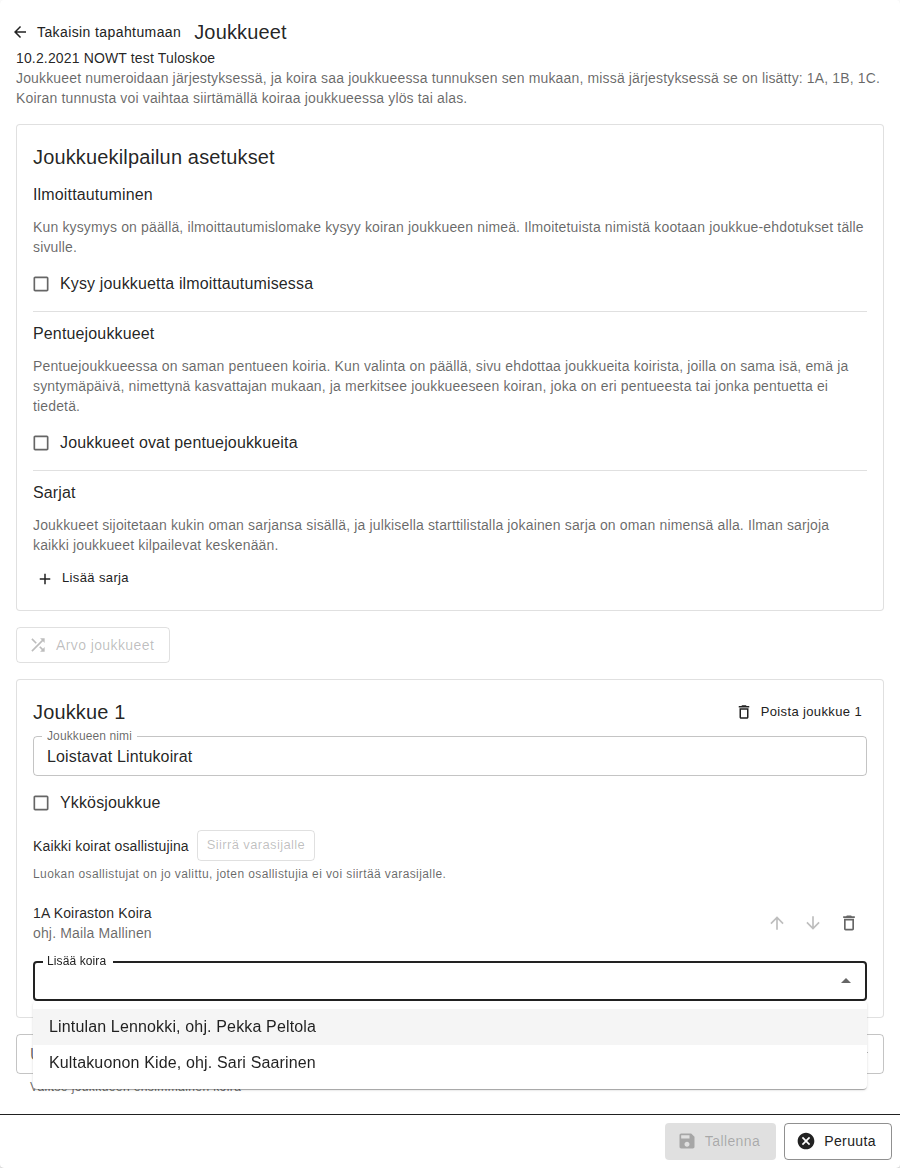 Takaisin tapahtumaan Joukkueet
10.2.2021 NOWT test Tuloskoe
Joukkueet numeroidaan järjestyksessä, ja koira saa joukkueessa tunnuksen sen mukaan, missä järjestyksessä se on lisätty: 1A, 1B, 1C.
Koiran tunnusta voi vaihtaa siirtämällä koiraa joukkueessa ylös tai alas.
Joukkuekilpailun asetukset
Ilmoittautuminen
Kun kysymys on päällä, ilmoittautumislomake kysyy koiran joukkueen nimeä. Ilmoitetuista nimistä kootaan joukkue-ehdotukset tälle
sivulle.
Kysy joukkuetta ilmoittautumisessa
Pentuejoukkueet
Pentuejoukkueessa on saman pentueen koiria. Kun valinta on päällä, sivu ehdottaa joukkueita koirista, joilla on sama isä, emä ja
syntymäpäivä, nimettynä kasvattajan mukaan, ja merkitsee joukkueeseen koiran, joka on eri pentueesta tai jonka pentuetta ei
tiedetä.
Joukkueet ovat pentuejoukkueita
Sarjat
Joukkueet sijoitetaan kukin oman sarjansa sisällä, ja julkisella starttilistalla jokainen sarja on oman nimensä alla. Ilman sarjoja
kaikki joukkueet kilpailevat keskenään.
Lisää sarja
Arvo joukkueet
Joukkue 1
Poista joukkue 1
Joukkueen nimi
Loistavat Lintukoirat
Ykkösjoukkue
Kaikki koirat osallistujina Siirrä varasijalle
Luokan osallistujat on jo valittu, joten osallistujia ei voi siirtää varasijalle.
1A Koiraston Koira
ohj. Maila Mallinen
Lisää koira
Lintulan Lennokki, ohj. Pekka Peltola
Kultakuonon Kide, ohj. Sari Saarinen
Tallenna Peruuta